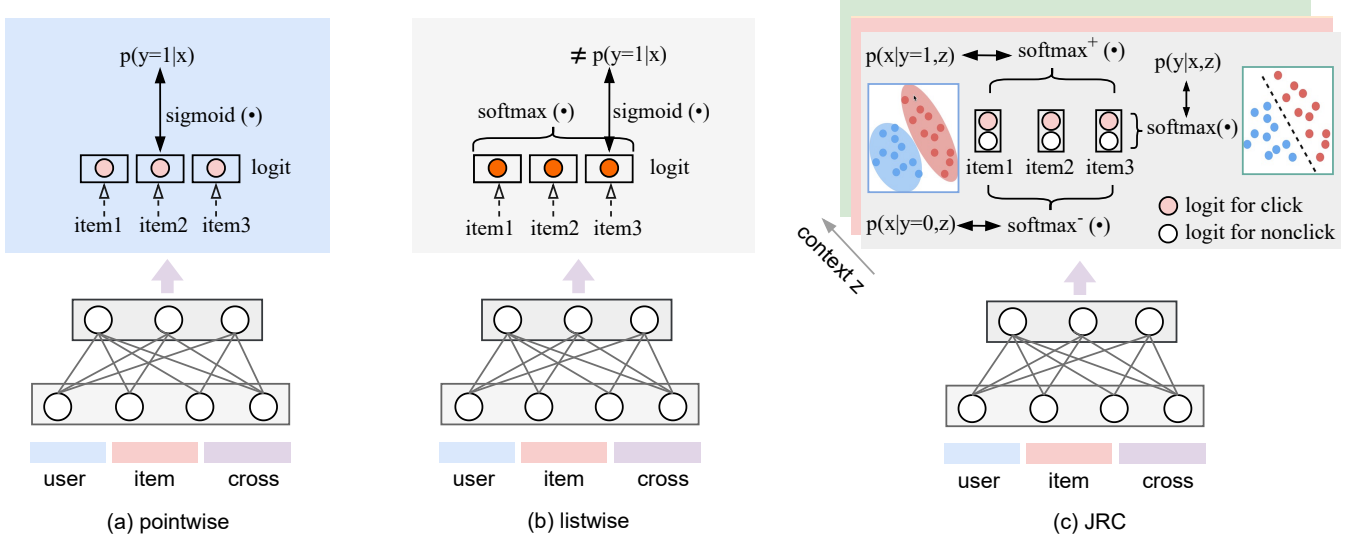 p(y=1|x)
sigmoid (•)
logit
item1
item2
item3
user
item
cross
(a) pointwise
≠ p(y=1|x)
softmax (•)
sigmoid (•)
logit
item1
item2
item3
user
item
cross
(b) listwise
p(x|y=1,z)
softmax⁺ (•)
p(y|x,z)
softmax(•)
item1
item2
item3
p(x|y=0,z)
softmax⁻ (•)
logit for click
logit for nonclick
context z
user
item
cross
(c) JRC